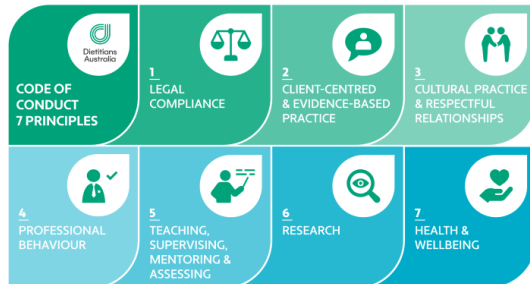 Dietitians
Australia
CODE OF
CONDUCT
7 PRINCIPLES
1
LEGAL
COMPLIANCE
2
CLIENT-CENTRED
& EVIDENCE-BASED
PRACTICE
3
CULTURAL PRACTICE
& RESPECTFUL
RELATIONSHIPS
4
PROFESSIONAL
BEHAVIOUR
5
TEACHING,
SUPERVISING,
MENTORING &
ASSESSING
6
RESEARCH
7
HEALTH &
WELLBEING